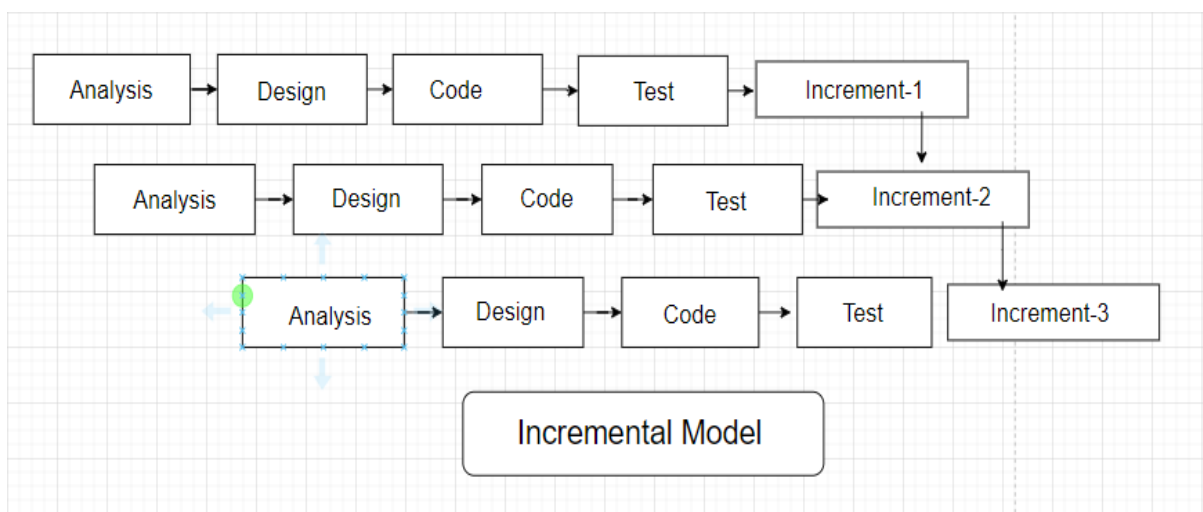 Analysis Design Code Test Increment-1
Analysis Design Code Test Increment-2
Analysis Design Code Test Increment-3
Incremental Model